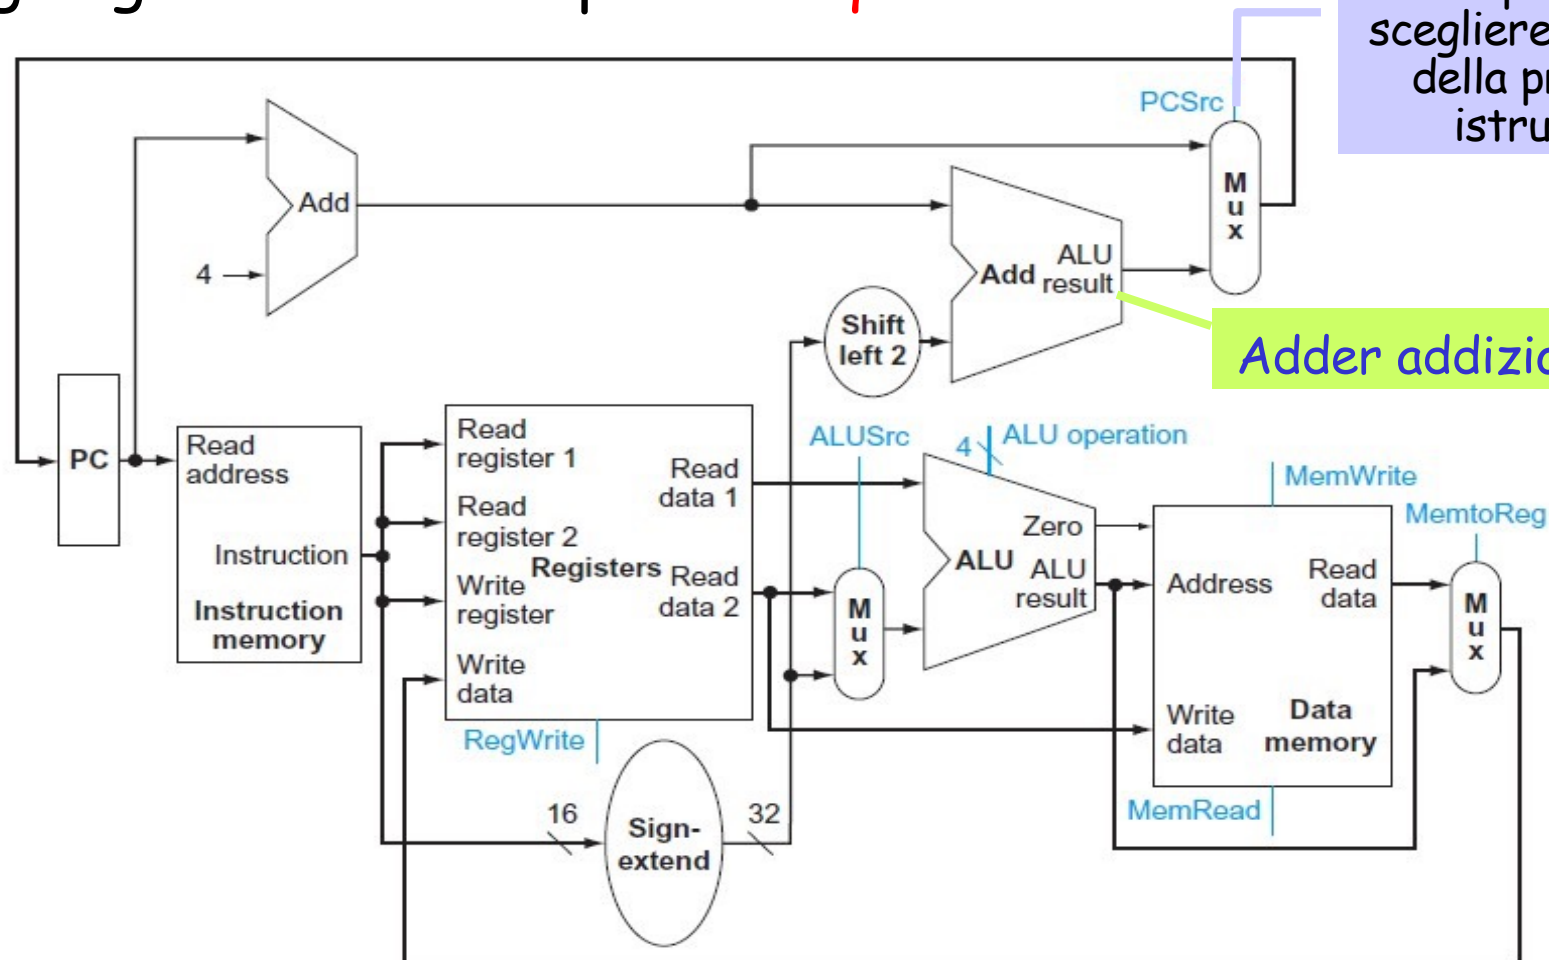 scegliere
della
PCSrc
M
u
x
Add
4
Add
ALU
result
Shift
left 2
Adder
PC
Read
address
Instruction
Instruction
memory
Read
register 1
Read
register 2
Write
register
Write
data
Registers
Read
data 1
Read
data 2
RegWrite
16
Sign-
extend
32
ALUSrc
M
u
x
4
ALU operation
Zero
ALU
ALU
result
MemWrite
Address
Read
data
Write
data
Data
memory
MemRead
MemtoReg
M
u
x